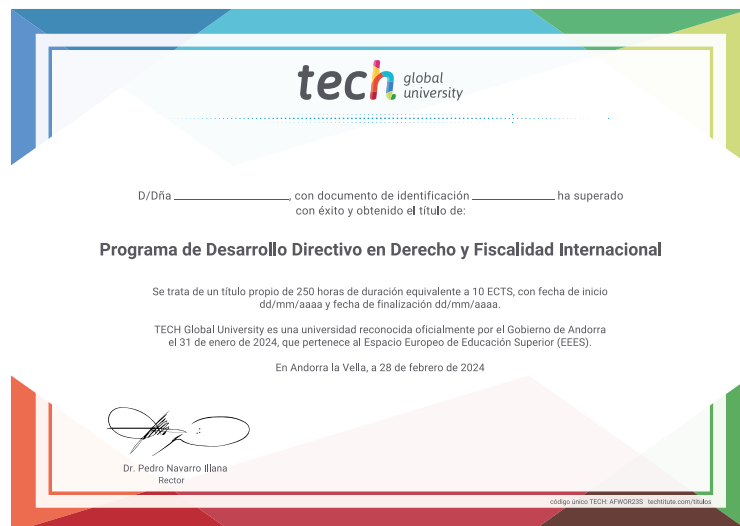 tech global
university
D/Dña ______________, con documento de identificación ______________ ha superado
con éxito y obtenido el título de:
Programa de Desarrollo Directivo en Derecho y Fiscalidad Internacional
Se trata de un título propio de 250 horas de duración equivalente a 10 ECTS, con fecha de inicio
dd/mm/aaaa y fecha de finalización dd/mm/aaaa.
TECH Global University es una universidad reconocida oficialmente por el Gobierno de Andorra
el 31 de enero de 2024, que pertenece al Espacio Europeo de Educación Superior (EEES).
En Andorra la Vella, a 28 de febrero de 2024
Dr. Pedro Navarro Illana
Rector
código único TECH: AFWOR23S techtitute.com/titulos